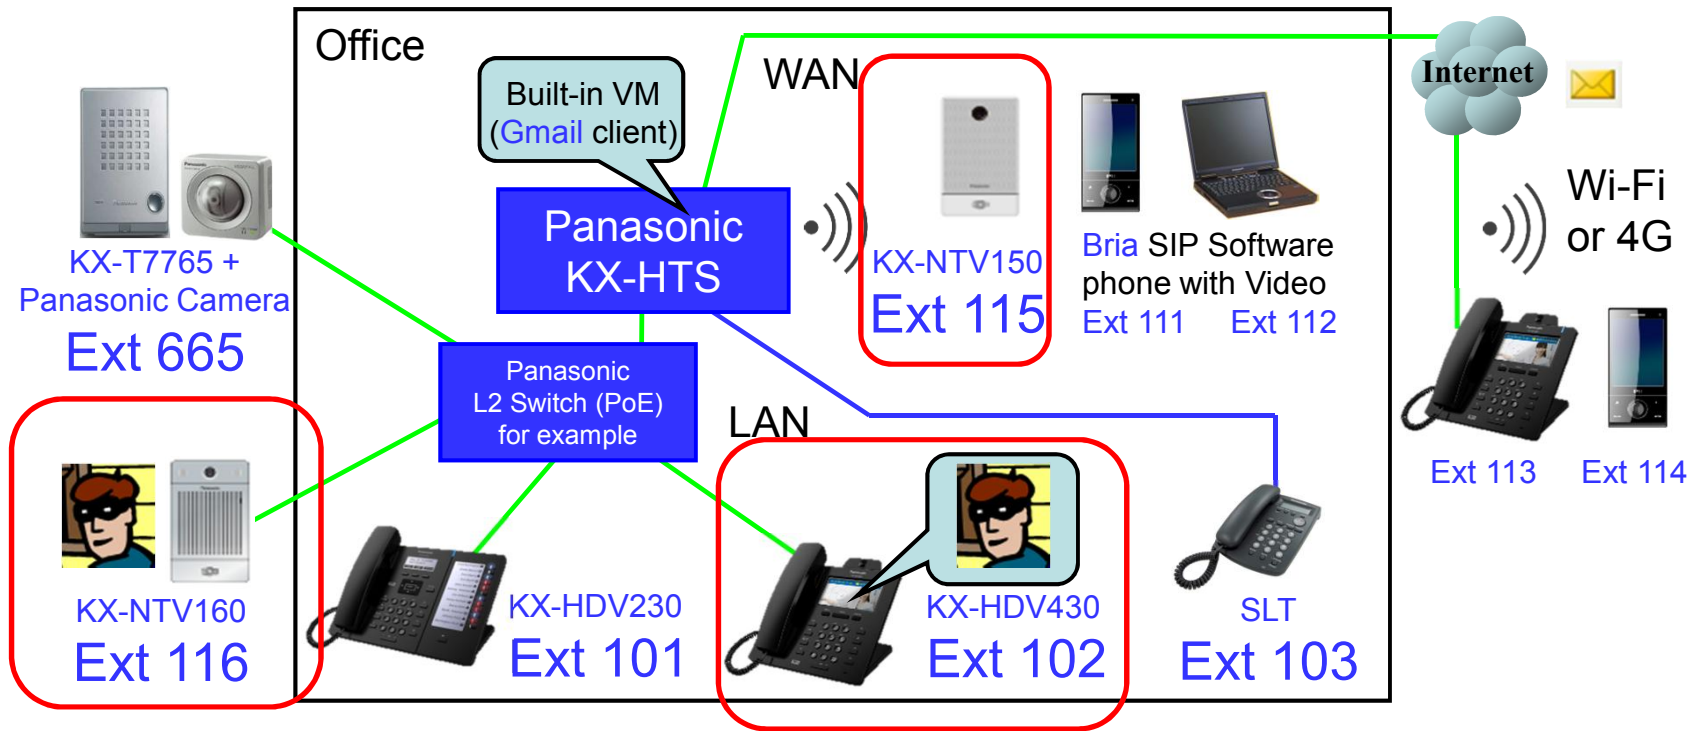 Office
WAN
Built-in VM
(Gmail client)
Internet
Wi-Fi
or 4G
Panasonic
KX-HTS
KX-T7765 +
Panasonic Camera
Ext 665
KX-NTV150
Ext 115
Bria SIP Software
phone with Video
Ext 111
Ext 112
Panasonic
L2 Switch (PoE)
for example
LAN
Ext 113
Ext 114
KX-NTV160
Ext 116
KX-HDV230
Ext 101
KX-HDV430
Ext 102
SLT
Ext 103